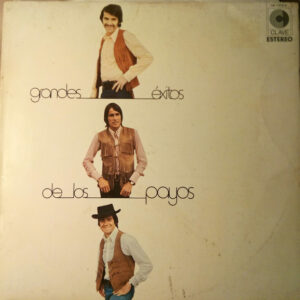 CLAVE
ESTEREO
grandes éxitos
de los payos